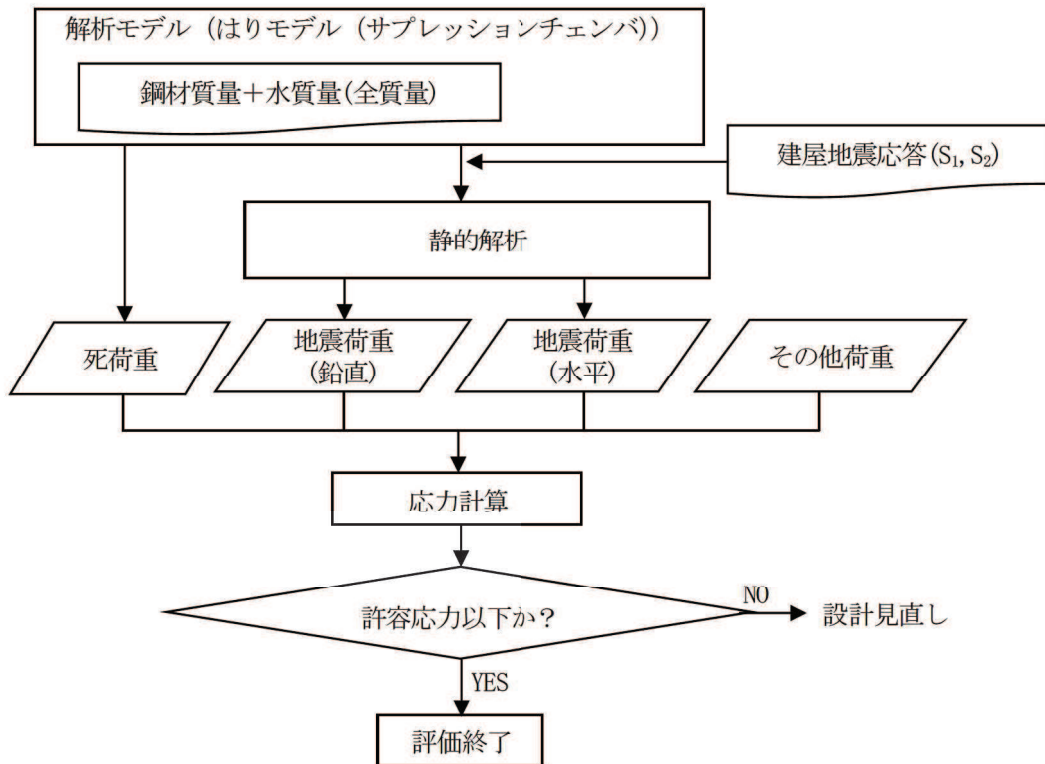 解析モデル（はりモデル（サプレッションチェンバ））
鋼材質量＋水質量(全質量)
建屋地震応答(S₁, S₂)
静的解析
死荷重
地震荷重
(鉛直)
地震荷重
(水平)
その他荷重
応力計算
許容応力以下か？
NO
設計見直し
YES
評価終了